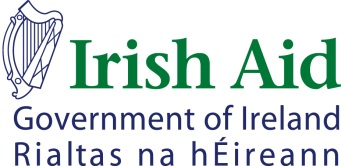 Irish Aid
Government of Ireland
Rialtas na hÉireann